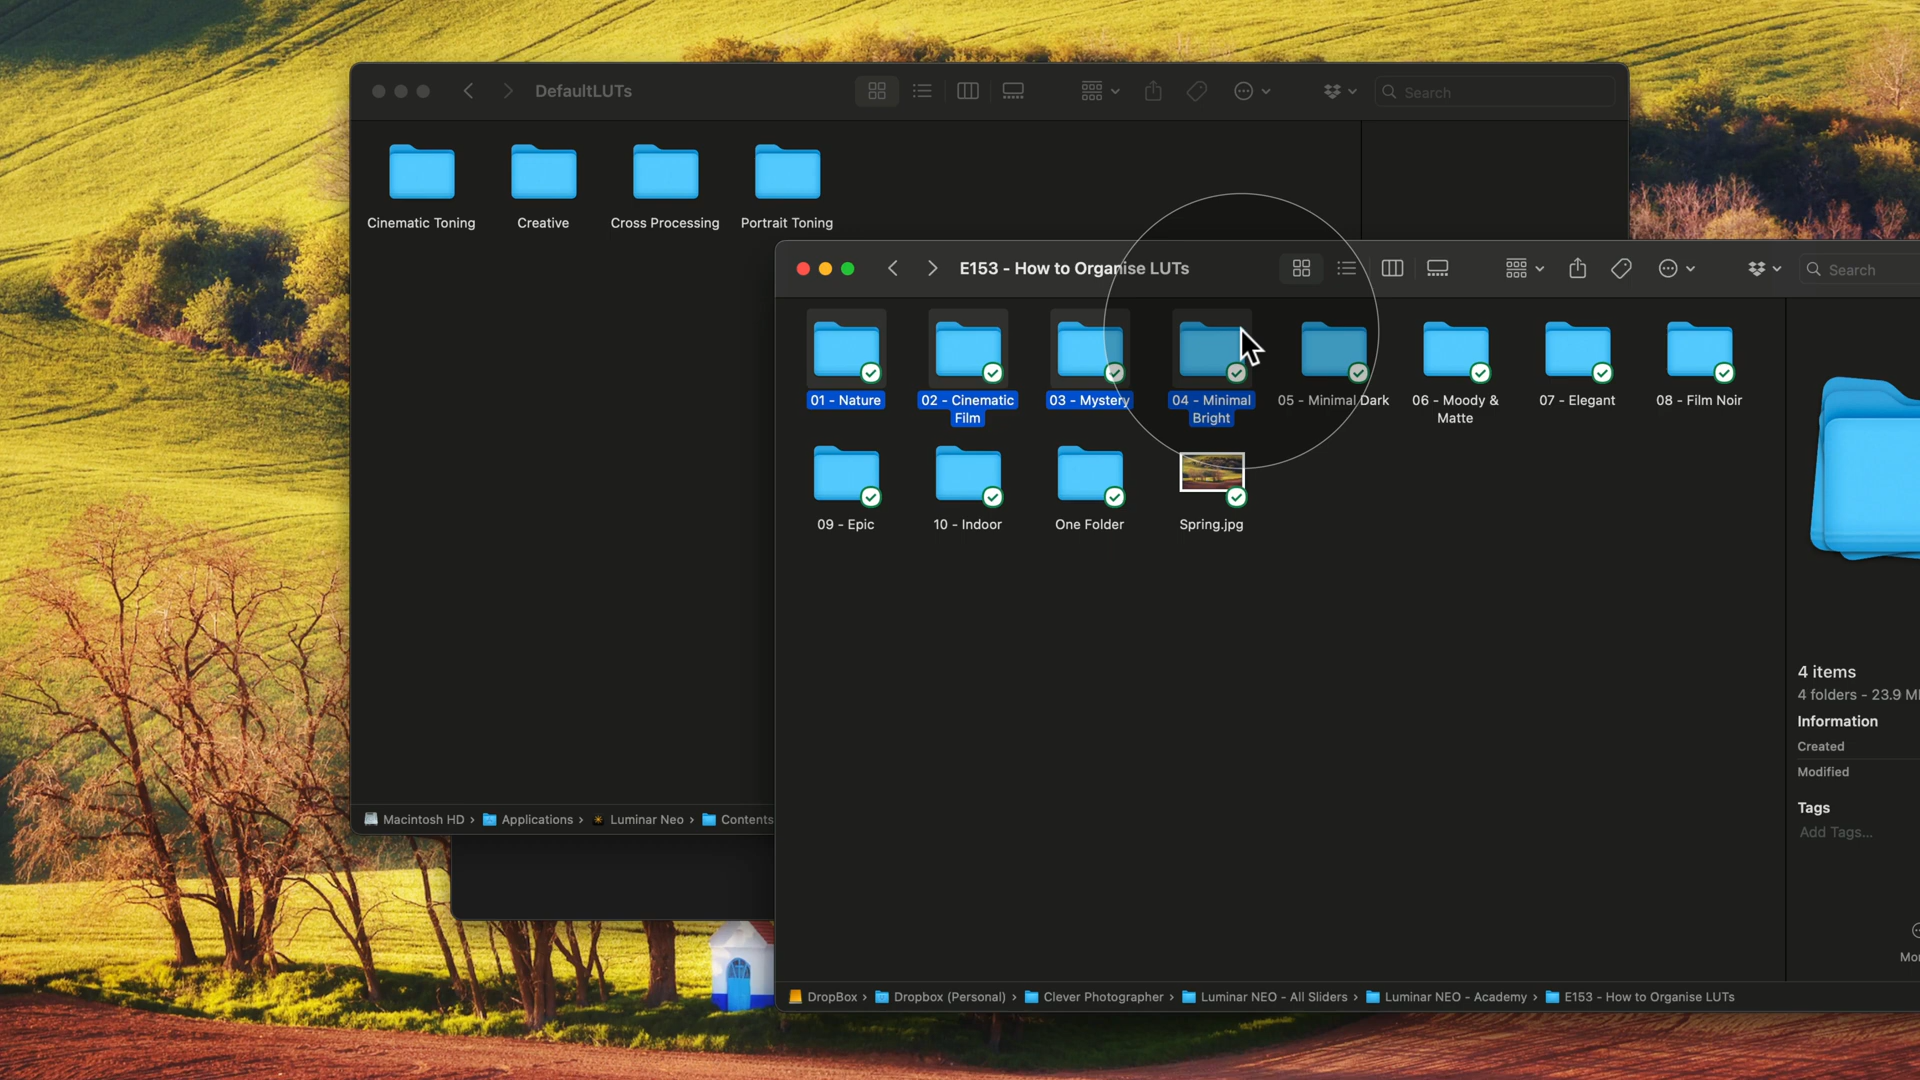 DefaultLUTs
Search
Cinematic Toning
Creative
Cross Processing
Portrait Toning
E153 - How to Organise LUTs
Search
01 - Nature
02 - Cinematic
Film
03 - Mystery
04 - Minimal
Bright
05 - Minimal Dark
06 - Moody &
Matte
07 - Elegant
08 - Film Noir
09 - Epic
10 - Indoor
One Folder
Spring.jpg
4 items
4 folders - 23.9
Information
Created
Modified
Tags
Add Tags...
Macintosh HD › Applications › Luminar Neo › Contents
DropBox › Dropbox (Personal) › Clever Photographer › Luminar NEO - All Sliders › Luminar NEO - Academy › E153 - How to Organise LUTs